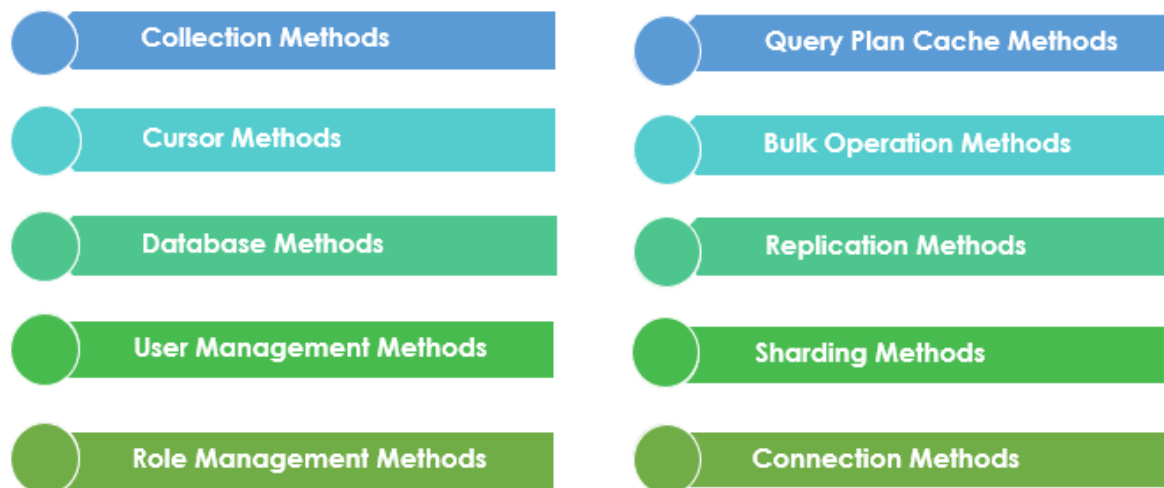 Collection Methods
Cursor Methods
Database Methods
User Management Methods
Role Management Methods
Query Plan Cache Methods
Bulk Operation Methods
Replication Methods
Sharding Methods
Connection Methods